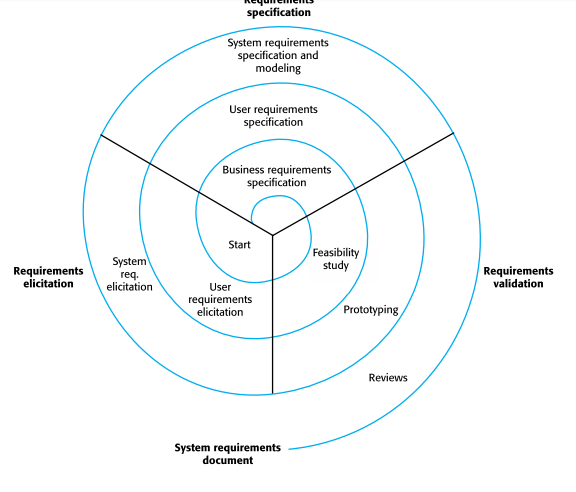 Requirements
specification
System requirements
specification and
modeling
User requirements
specification
Business requirements
specification
Start
Feasibility
study
System
req.
elicitation
User
requirements
elicitation
Requirements
elicitation
Requirements
validation
Prototyping
Reviews
System requirements
document